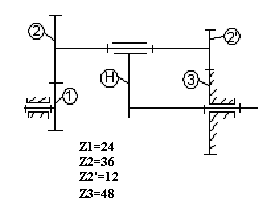 ② 2'
H 3
①
Z1=24
Z2=36
Z2'=12
Z3=48